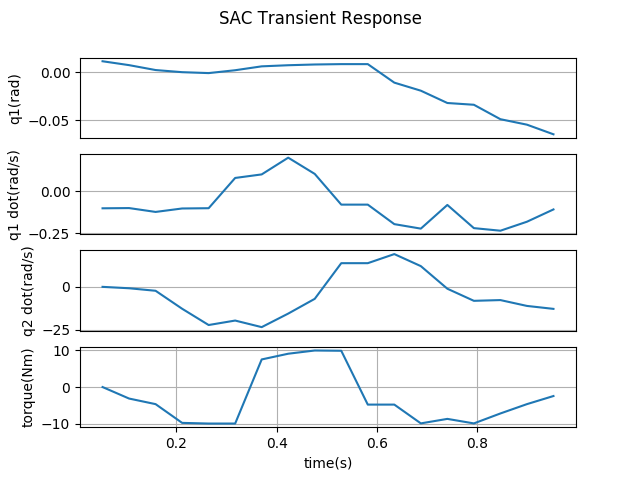 SAC Transient Response
0.00
−0.05
q1(rad)
0.00
−0.25
q1 dot(rad/s)
0
−25
q2 dot(rad/s)
10
0
−10
torque(Nm)
0.2 0.4 0.6 0.8
time(s)